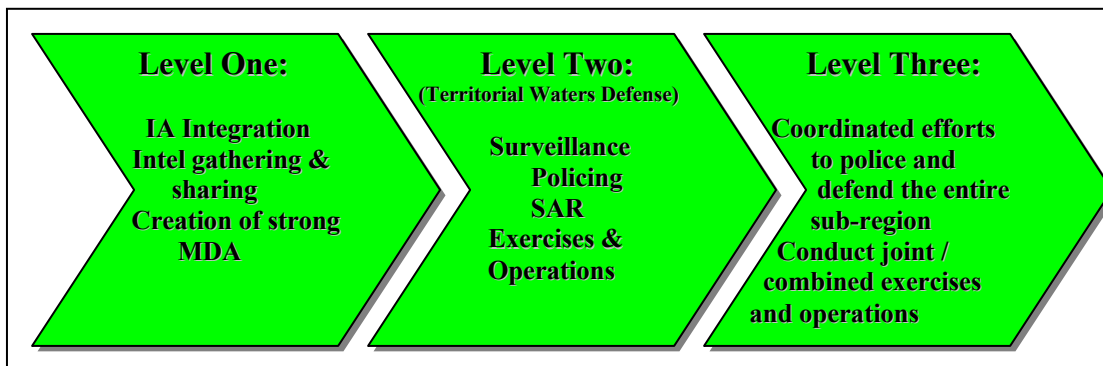 Level One:
IA Integration
Intel gathering &
sharing
Creation of strong
MDA
Level Two:
(Territorial Waters Defense)
Surveillance
Policing
SAR
Exercises &
Operations
Level Three:
Coordinated efforts
to police and
defend the entire
sub-region
Conduct joint /
combined exercises
and operations